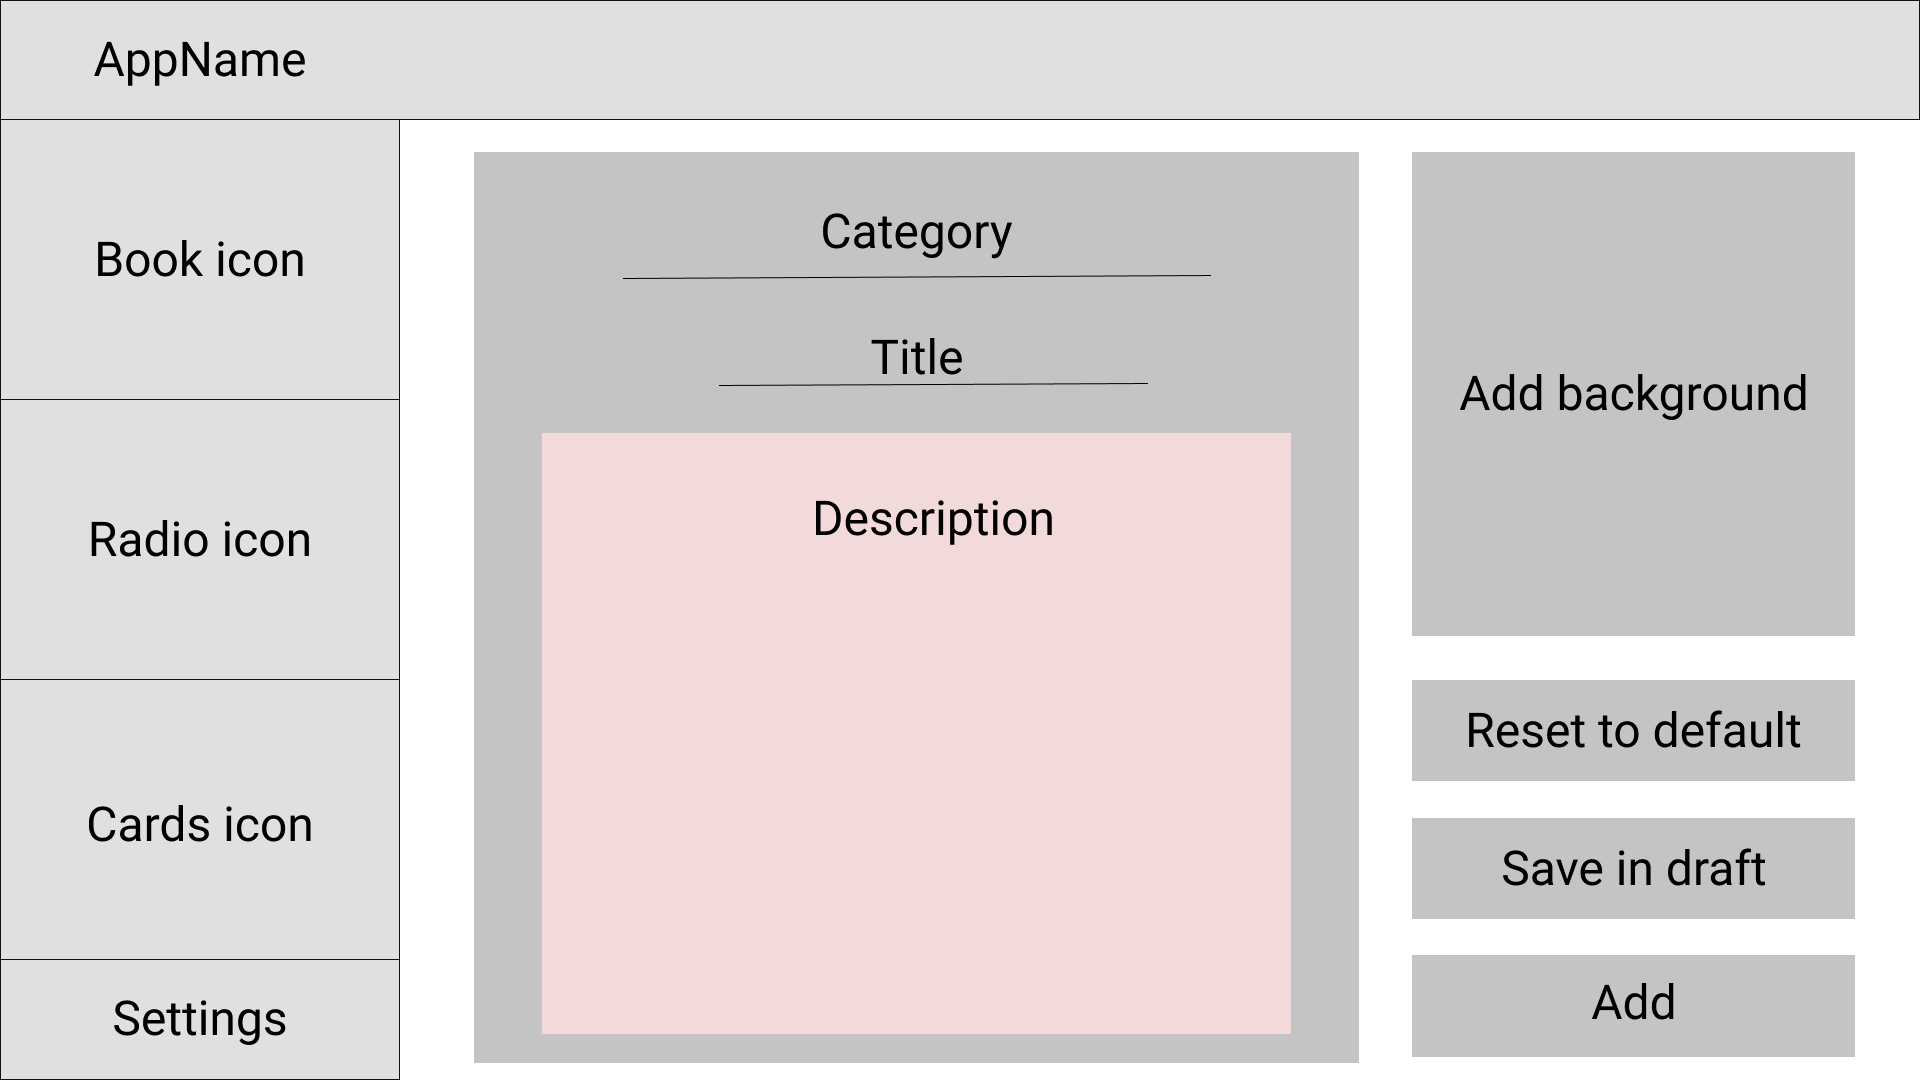 AppName
Book icon
Radio icon
Cards icon
Settings
Category
Title
Description
Add background
Reset to default
Save in draft
Add